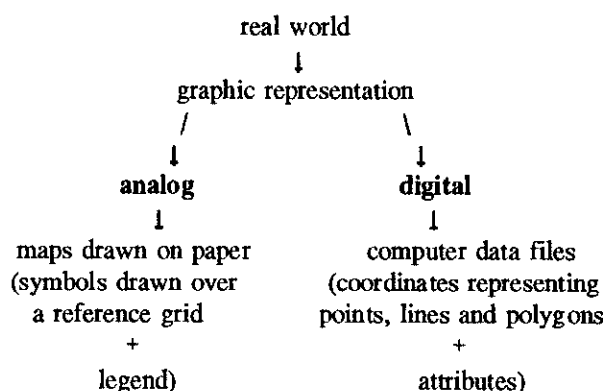 real world
graphic representation
analog
digital
maps drawn on paper
(symbols drawn over
a reference grid
+
legend)
computer data files
(coordinates representing
points, lines and polygons
+
attributes)